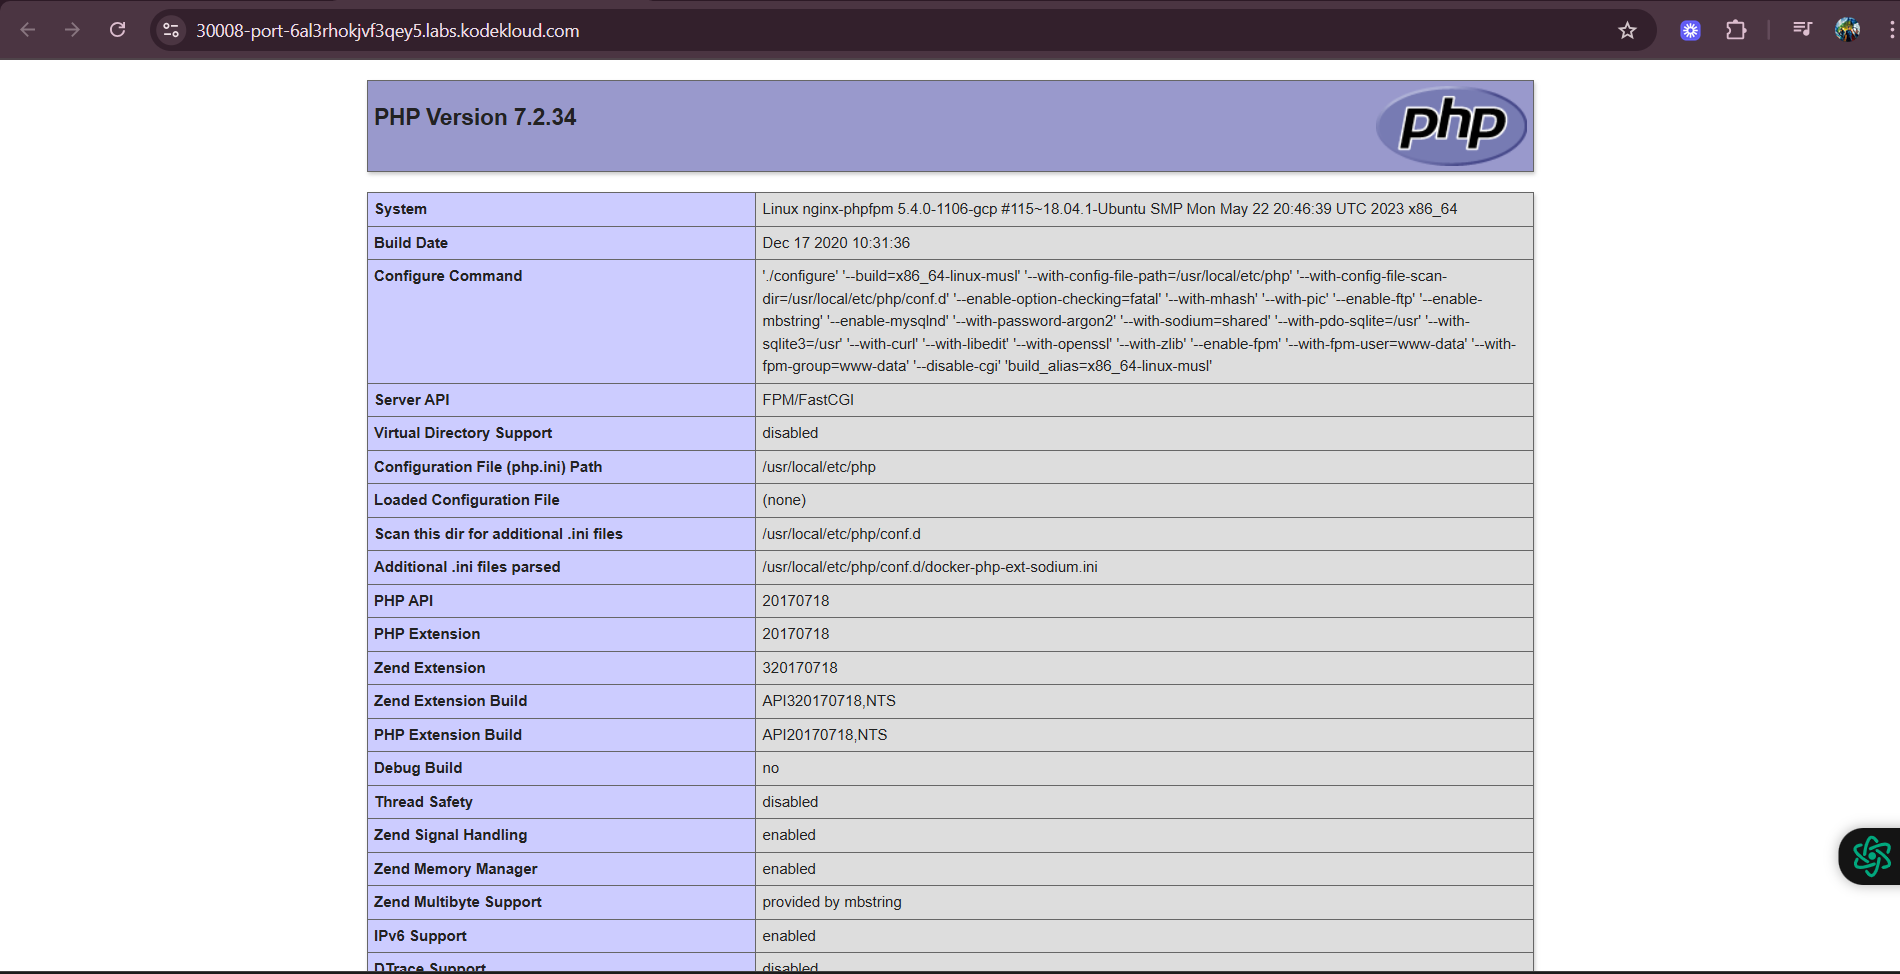 30008-port-6al3rhokjvf3qey5.labs.kodekloud.com
PHP Version 7.2.34
php
System Linux nginx-phpfpm 5.4.0-1106-gcp #115~18.04.1-Ubuntu SMP Mon May 22 20:46:39 UTC 2023 x86_64
Build Date Dec 17 2020 10:31:36
Configure Command './configure' '--build=x86_64-linux-musl' '--with-config-file-path=/usr/local/etc/php' '--with-config-file-scan-
dir=/usr/local/etc/php/conf.d' '--enable-option-checking=fatal' '--with-mhash' '--with-pic' '--enable-ftp' '--enable-
mbstring' '--enable-mysqlnd' '--with-password-argon2' '--with-sodium=shared' '--with-pdo-sqlite=/usr' '--with-
sqlite3=/usr' '--with-curl' '--with-libedit' '--with-openssl' '--with-zlib' '--enable-fpm' '--with-fpm-user=www-data' '--with-
fpm-group=www-data' '--disable-cgi' 'build_alias=x86_64-linux-musl'
Server API FPM/FastCGI
Virtual Directory Support disabled
Configuration File (php.ini) Path /usr/local/etc/php
Loaded Configuration File (none)
Scan this dir for additional .ini files /usr/local/etc/php/conf.d
Additional .ini files parsed /usr/local/etc/php/conf.d/docker-php-ext-sodium.ini
PHP API 20170718
PHP Extension 20170718
Zend Extension 320170718
Zend Extension Build API320170718,NTS
PHP Extension Build API20170718,NTS
Debug Build no
Thread Safety disabled
Zend Signal Handling enabled
Zend Memory Manager enabled
Zend Multibyte Support provided by mbstring
IPv6 Support enabled
DTrace Support disabled